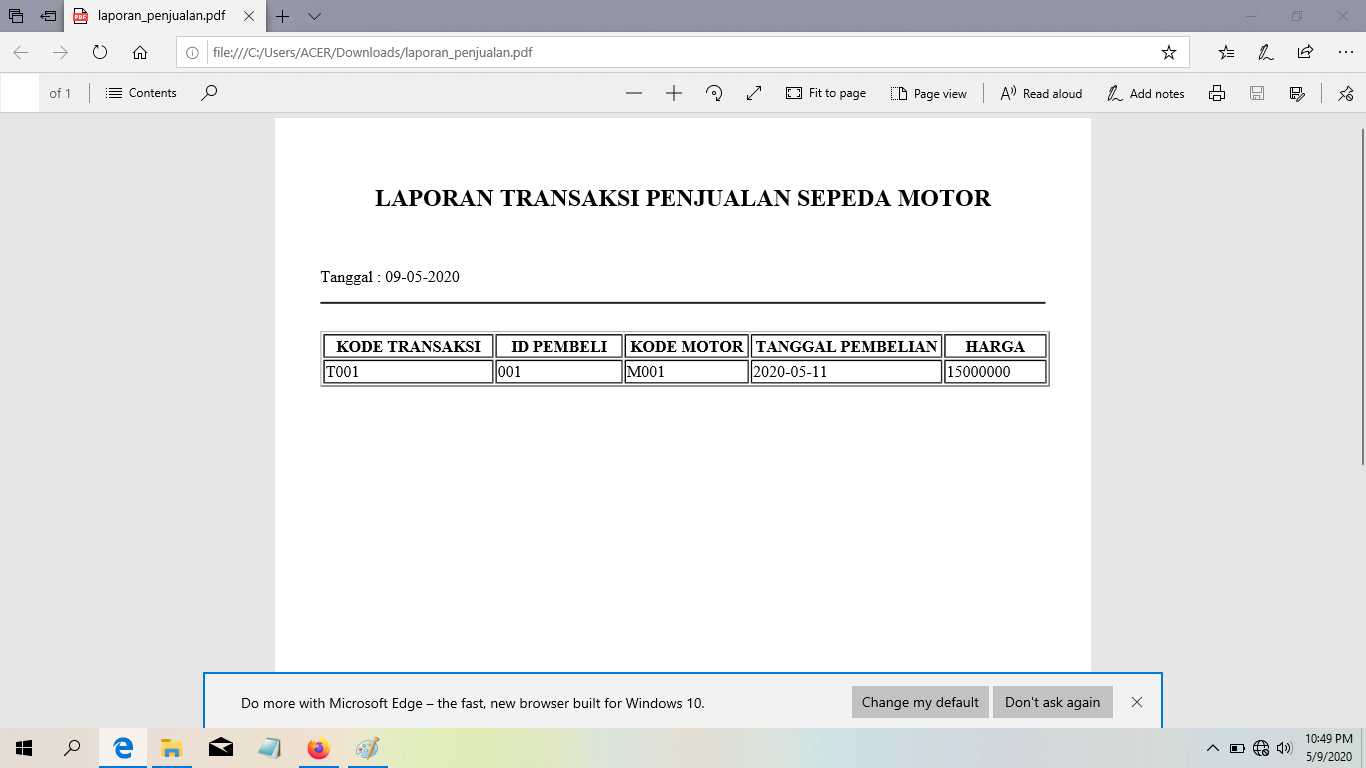 laporan_penjualan.pdf
file:///C:/Users/ACER/Downloads/laporan_penjualan.pdf
of 1 Contents Fit to page Page view Read aloud Add notes
LAPORAN TRANSAKSI PENJUALAN SEPEDA MOTOR
Tanggal : 09-05-2020
KODE TRANSAKSI ID PEMBELI KODE MOTOR TANGGAL PEMBELIAN HARGA
T001 001 M001 2020-05-11 15000000
Do more with Microsoft Edge – the fast, new browser built for Windows 10. Change my default Don't ask again
10:49 PM
5/9/2020